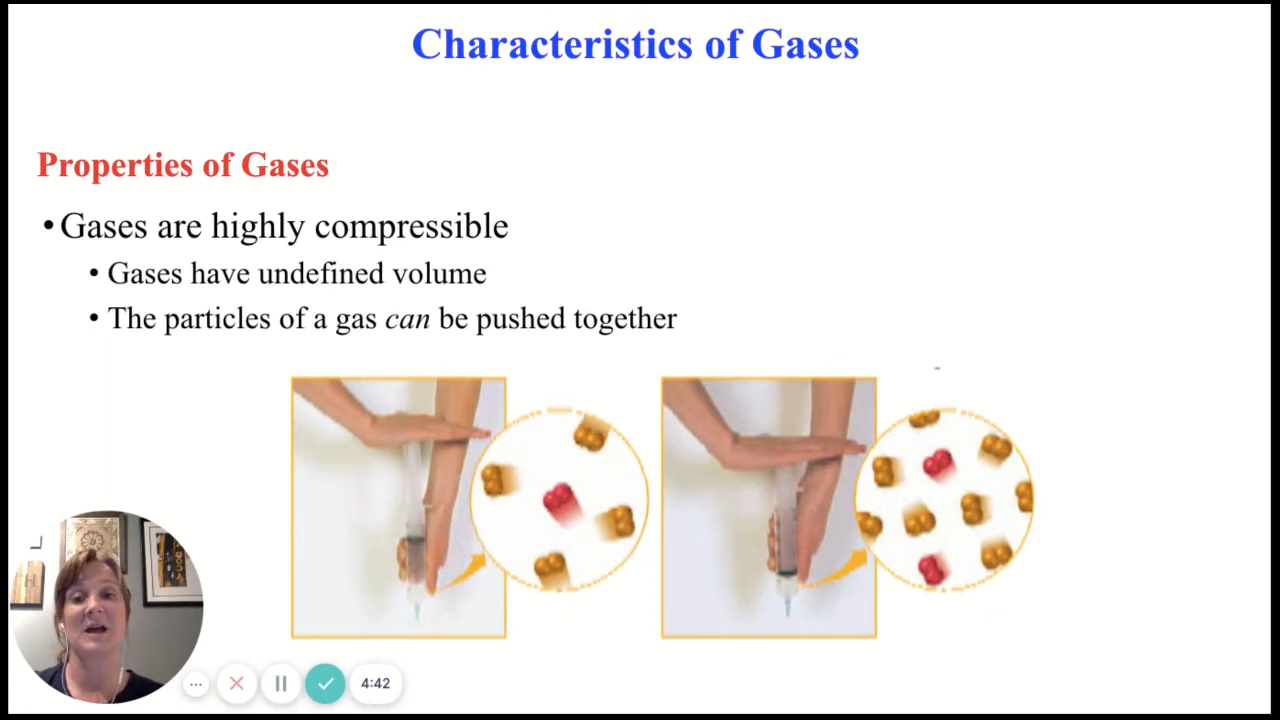 Characteristics of Gases
Properties of Gases
• Gases are highly compressible
• Gases have undefined volume
• The particles of a gas can be pushed together
4:42